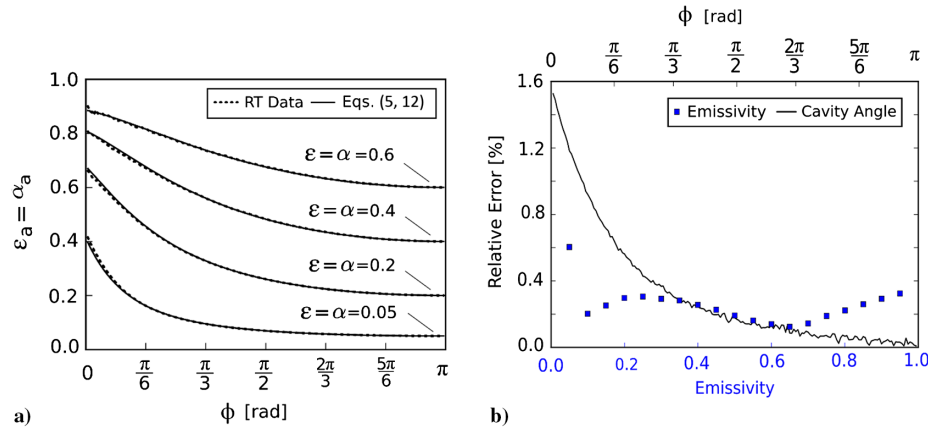 1.0
0.8
0.6
0.4
0.2
0.0
εa = αa
RT Data Eqs. (5, 12)
ε=α=0.6
ε=α=0.4
ε=α=0.2
ε=α=0.05
0 π/6 π/3 π/2 2π/3 5π/6 π
ϕ [rad]
a)
ϕ [rad]
0 π/6 π/3 π/2 2π/3 5π/6 π
1.6
1.2
0.8
0.4
0.0
Relative Error [%]
Emissivity Cavity Angle
0.0 0.2 0.4 0.6 0.8 1.0
Emissivity
b)